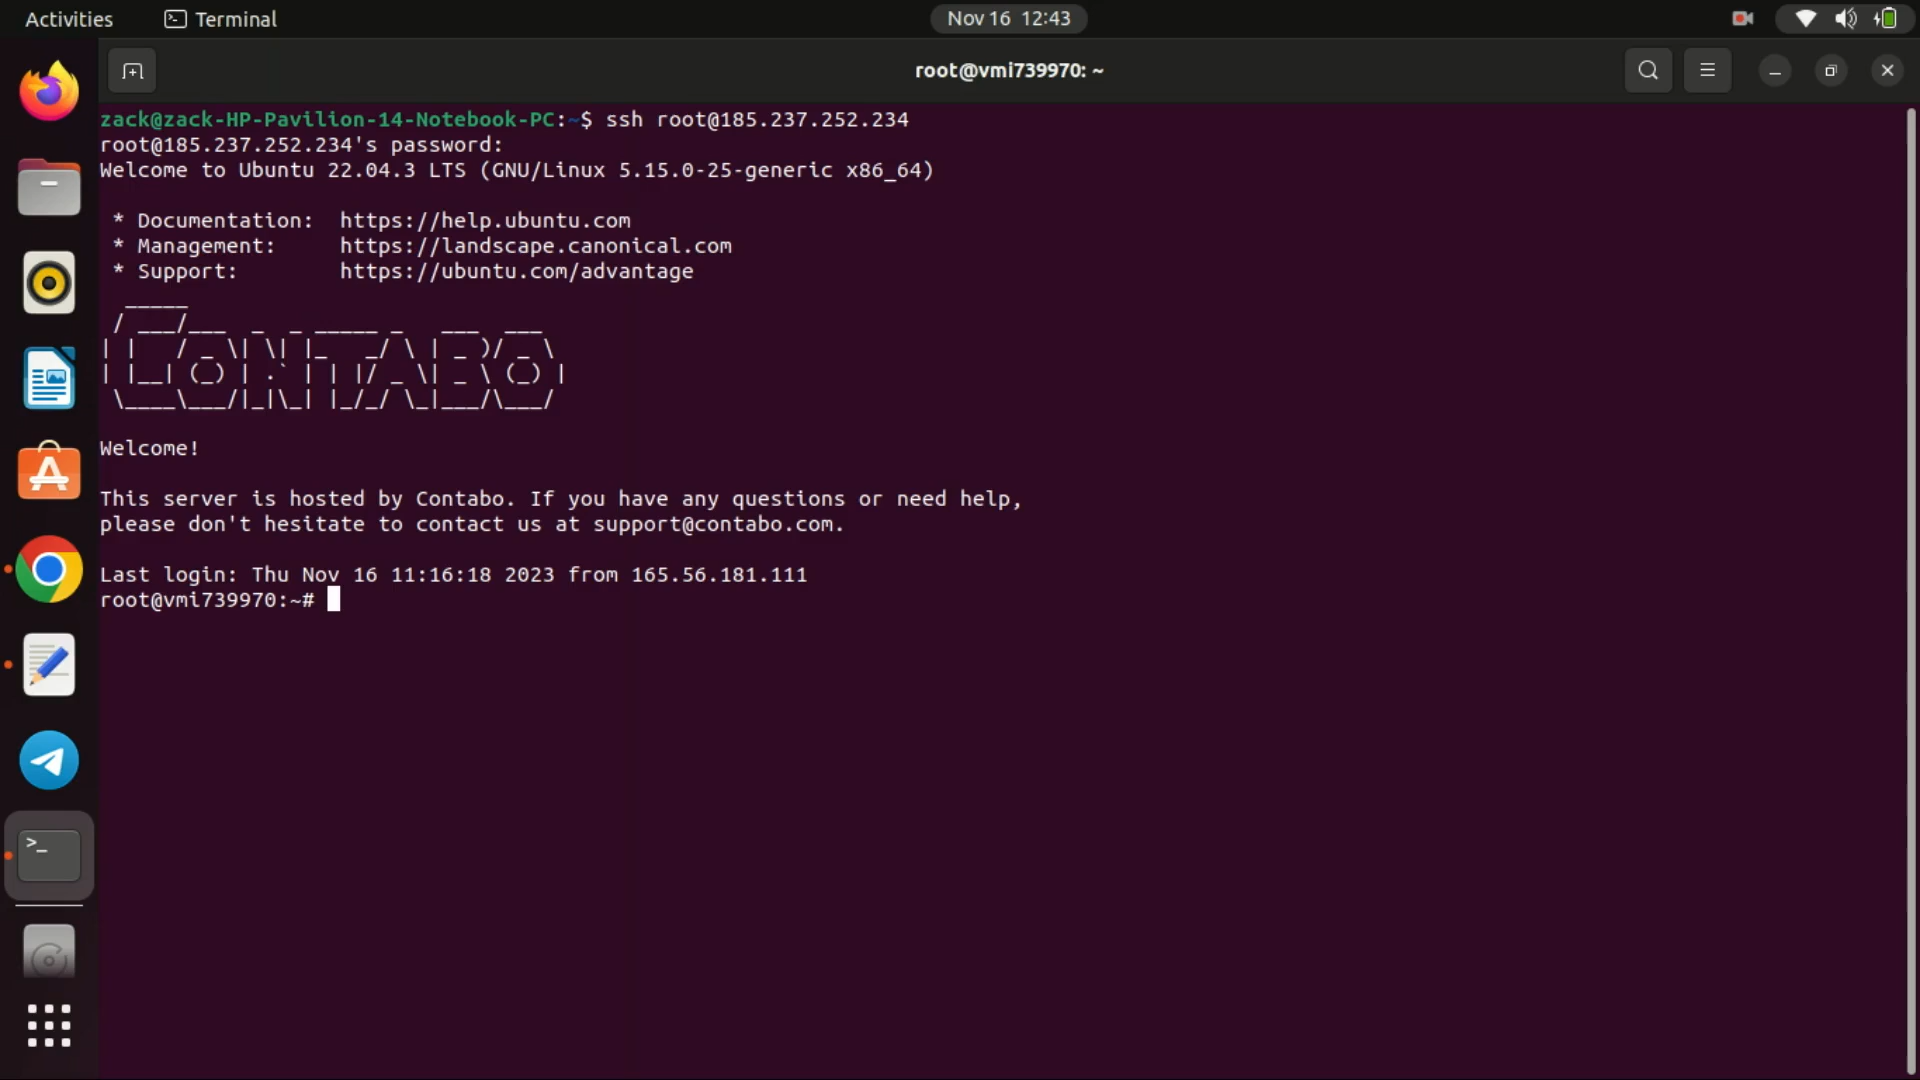 Activities Terminal Nov 16 12:43
root@vmi739970: ~
zack@zack-HP-Pavilion-14-Notebook-PC:~$ ssh root@185.237.252.234
root@185.237.252.234's password:
Welcome to Ubuntu 22.04.3 LTS (GNU/Linux 5.15.0-25-generic x86_64)
* Documentation: https://help.ubuntu.com
* Management: https://landscape.canonical.com
* Support: https://ubuntu.com/advantage
CONTABO
Welcome!
This server is hosted by Contabo. If you have any questions or need help,
please don't hesitate to contact us at support@contabo.com.
Last login: Thu Nov 16 11:16:18 2023 from 165.56.181.111
root@vmi739970:~#